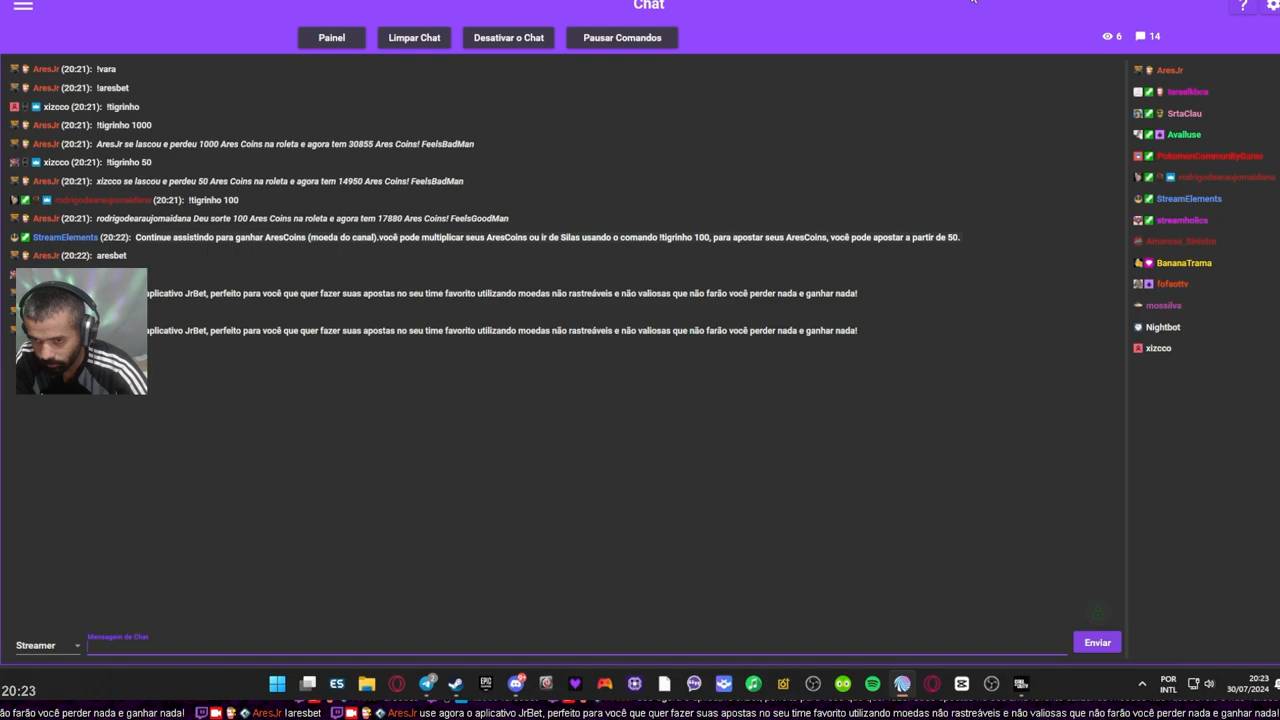 Chat
Painel
Limpar Chat
Desativar o Chat
Pausar Comandos
6
14
AresJr (20:21): !vara
AresJr (20:21): !aresbet
xizcco (20:21): !tigrinho
AresJr (20:21): !tigrinho 1000
AresJr (20:21): AresJr se lascou e perdeu 1000 Ares Coins na roleta e agora tem 30855 Ares Coins! FeelsBadMan
xizcco (20:21): !tigrinho 50
AresJr (20:21): xizcco se lascou e perdeu 50 Ares Coins na roleta e agora tem 14950 Ares Coins! FeelsBadMan
rodrigodearaujomaidana (20:21): !tigrinho 100
AresJr (20:21): rodrigodearaujomaidana Deu sorte 100 Ares Coins na roleta e agora tem 17880 Ares Coins! FeelsGoodMan
StreamElements (20:22): Continue assistindo para ganhar AresCoins (moeda do canal).você pode multiplicar seus AresCoins ou ir de Silas usando o comando !tigrinho 100, para apostar seus AresCoins, você pode apostar a partir de 50.
AresJr (20:22): aresbet
aplicativo JrBet, perfeito para você que quer fazer suas apostas no seu time favorito utilizando moedas não rastreáveis e não valiosas que não farão você perder nada e ganhar nada!
aplicativo JrBet, perfeito para você que quer fazer suas apostas no seu time favorito utilizando moedas não rastreáveis e não valiosas que não farão você perder nada e ganhar nada!
AresJr
SrtaClau
Avalluse
PokemonCommunityGame
rodrigodearaujomaidana
StreamElements
streamholics
Amorosa_Sinistra
BananaTrama
fofaottv
mossilva
Nightbot
xizcco
Mensagem de Chat
Streamer
Enviar
20:23
ES
EPIC
POR
INTL
20:23
30/07/2024
ão farão você perder nada e ganhar nada!
AresJr !aresbet
AresJr use agora o aplicativo JrBet, perfeito para você que quer fazer suas apostas no seu time favorito utilizando moedas não rastreáveis e não valiosas que não farão você perder nada e ganhar nada